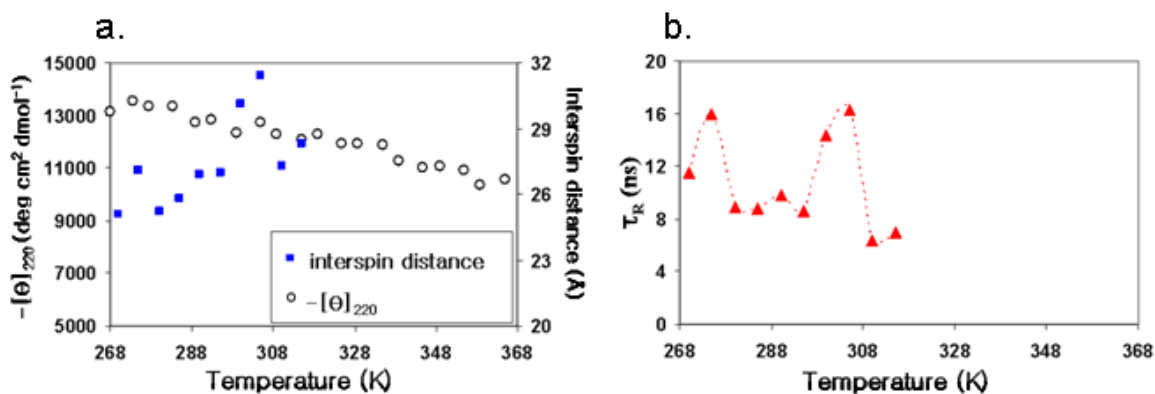 a.
15000
13000
11000
9000
7000
5000
−[Θ]220 (deg cm² dmol⁻¹)
32
29
26
23
20
Interspin distance (Å)
interspin distance
−[Θ]220
268 288 308 328 348 368
Temperature (K)
b.
20
16
12
8
4
0
τR (ns)
268 288 308 328 348 368
Temperature (K)